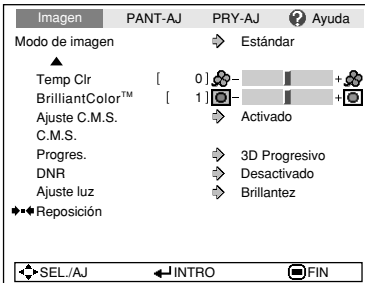 Imagen PANT-AJ PRY-AJ ? Ayuda
Modo de imagen Estándar
Temp Clr [ 0 ] - +
BrilliantColor™ [ 1 ] - +
Ajuste C.M.S. Activado
C.M.S.
Progres. 3D Progresivo
DNR Desactivado
Ajuste luz Brillantez
Reposición
SEL./AJ INTRO FIN